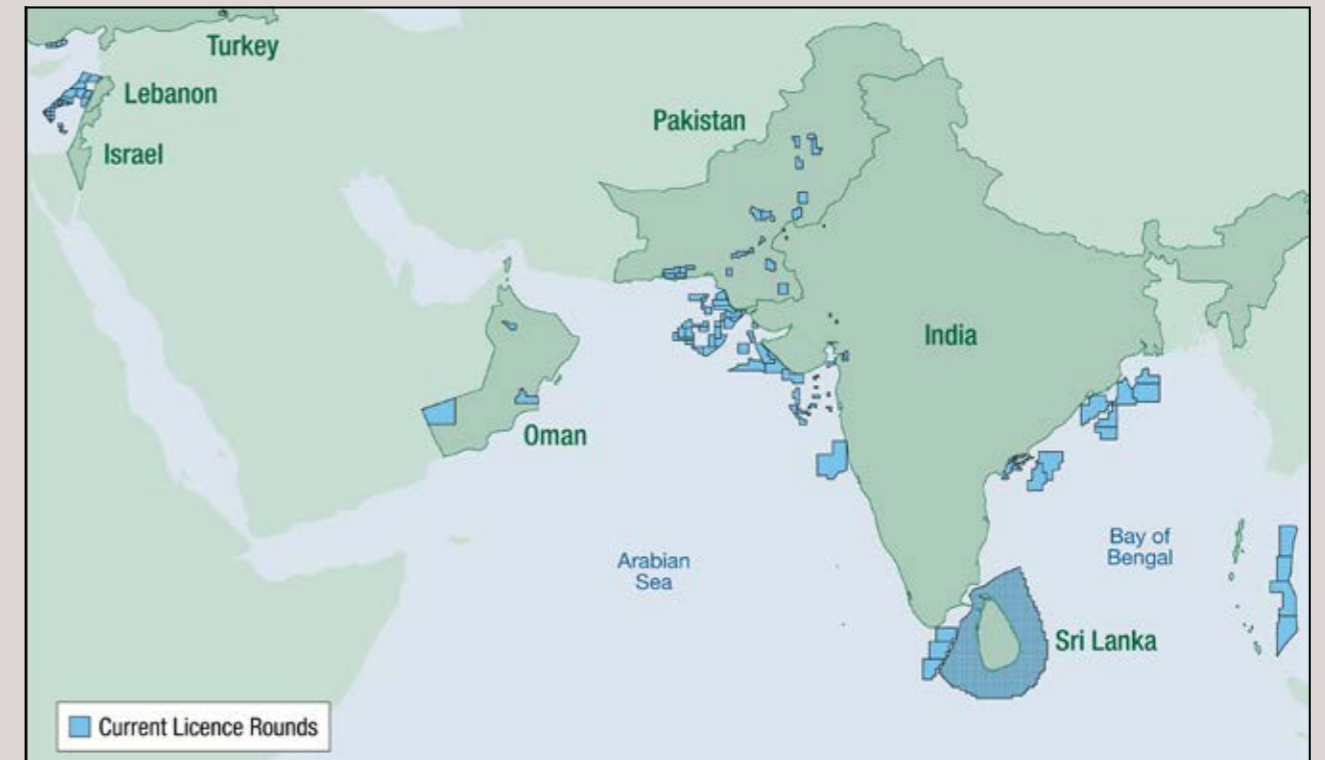 Turkey
Lebanon
Israel
Pakistan
India
Oman
Arabian
Sea
Bay of
Bengal
Sri Lanka
Current Licence Rounds